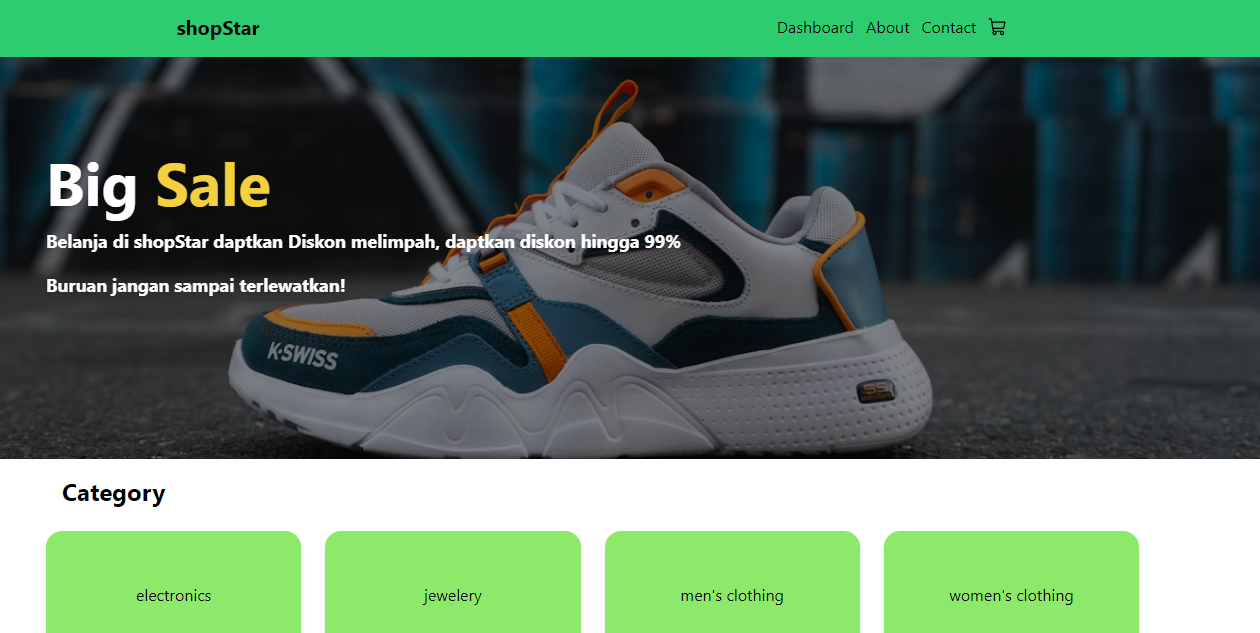 shopStar
Dashboard About Contact
Big Sale
Belanja di shopStar daptkan Diskon melimpah, daptkan diskon hingga 99%
Buruan jangan sampai terlewatkan!
K·SWISS
Category
electronics
jewelery
men's clothing
women's clothing